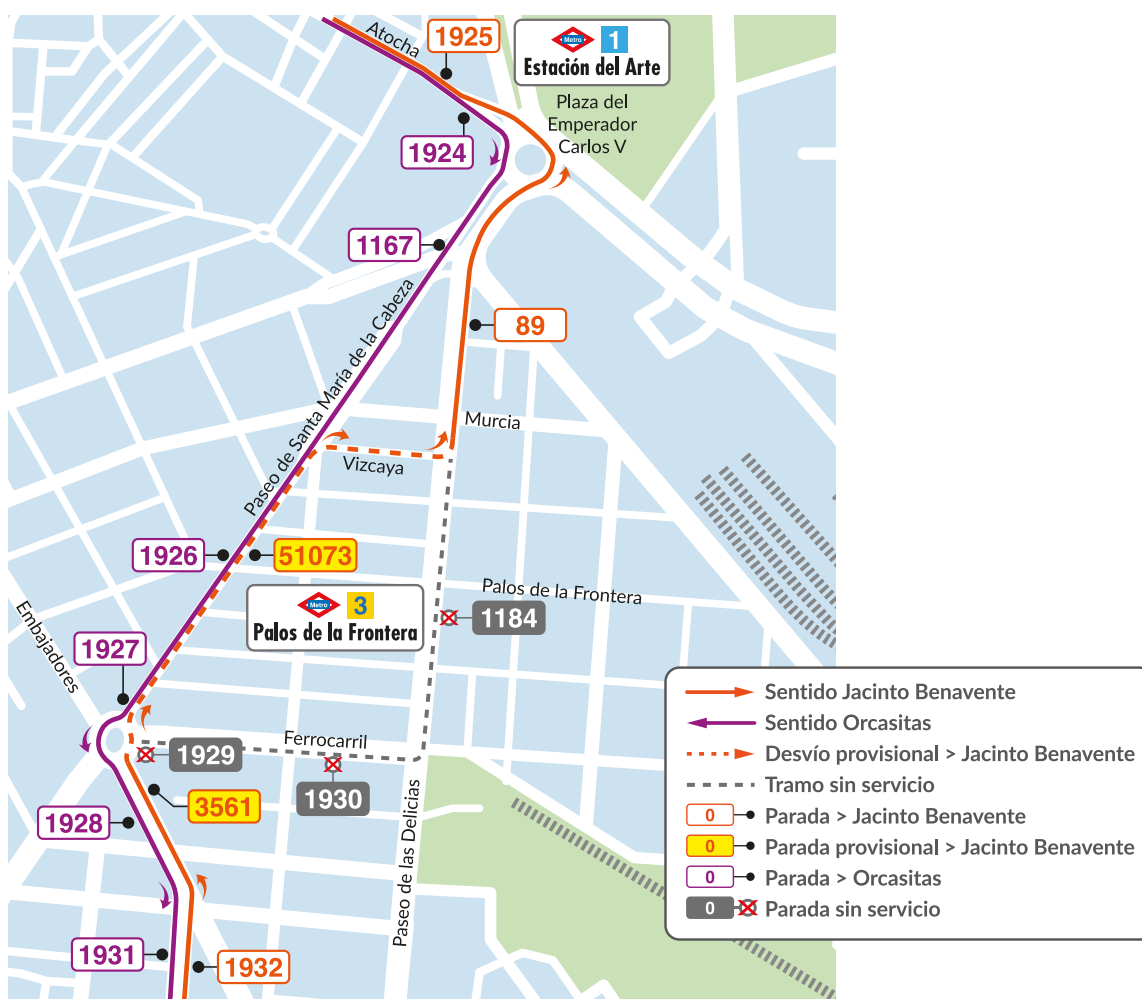 Atocha
1925
Metro 1
Estación del Arte
Plaza del
Emperador
Carlos V
1924
1167
Paseo de Santa María de la Cabeza
89
Murcia
Vizcaya
1926
51073
Palos de la Frontera
Metro 3
Palos de la Frontera
1184
Embajadores
1927
Ferrocarril
1929
1930
3561
1928
Paseo de las Delicias
1931
1932
Sentido Jacinto Benavente
Sentido Orcasitas
Desvío provisional > Jacinto Benavente
Tramo sin servicio
0 Parada > Jacinto Benavente
0 Parada provisional > Jacinto Benavente
0 Parada > Orcasitas
0 Parada sin servicio